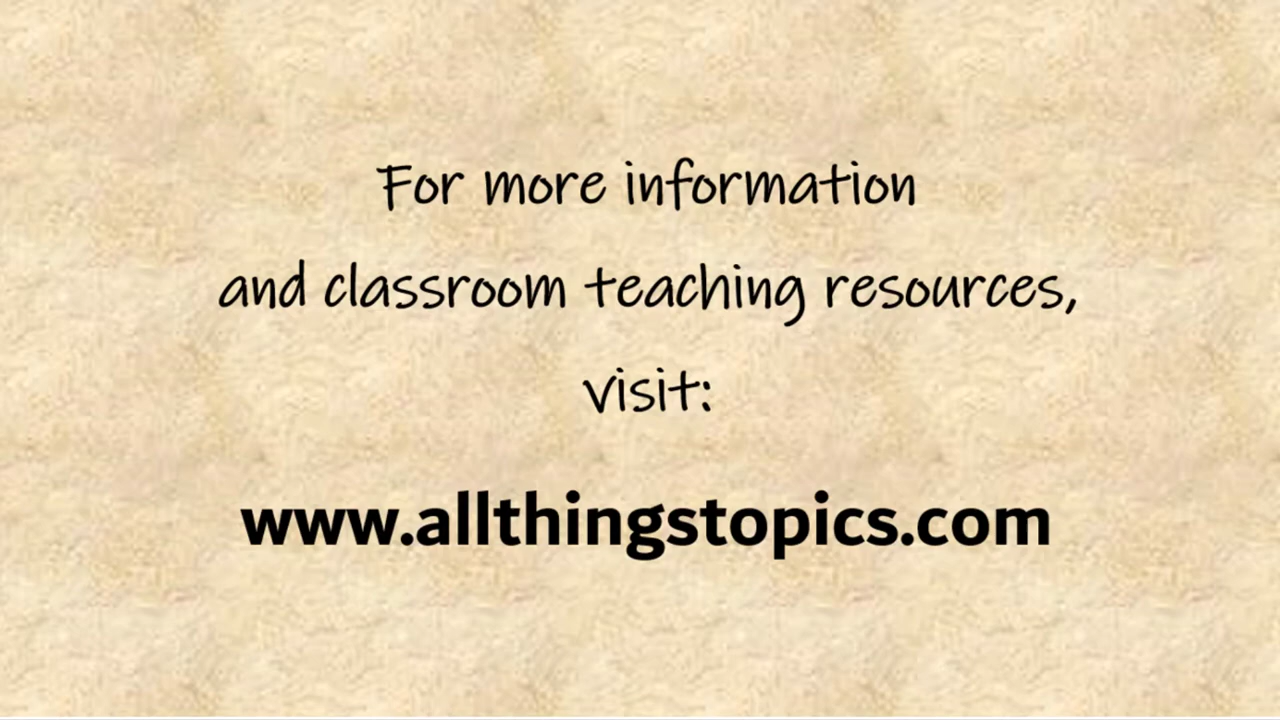 For more information
and classroom teaching resources,
visit:
www.allthingstopics.com